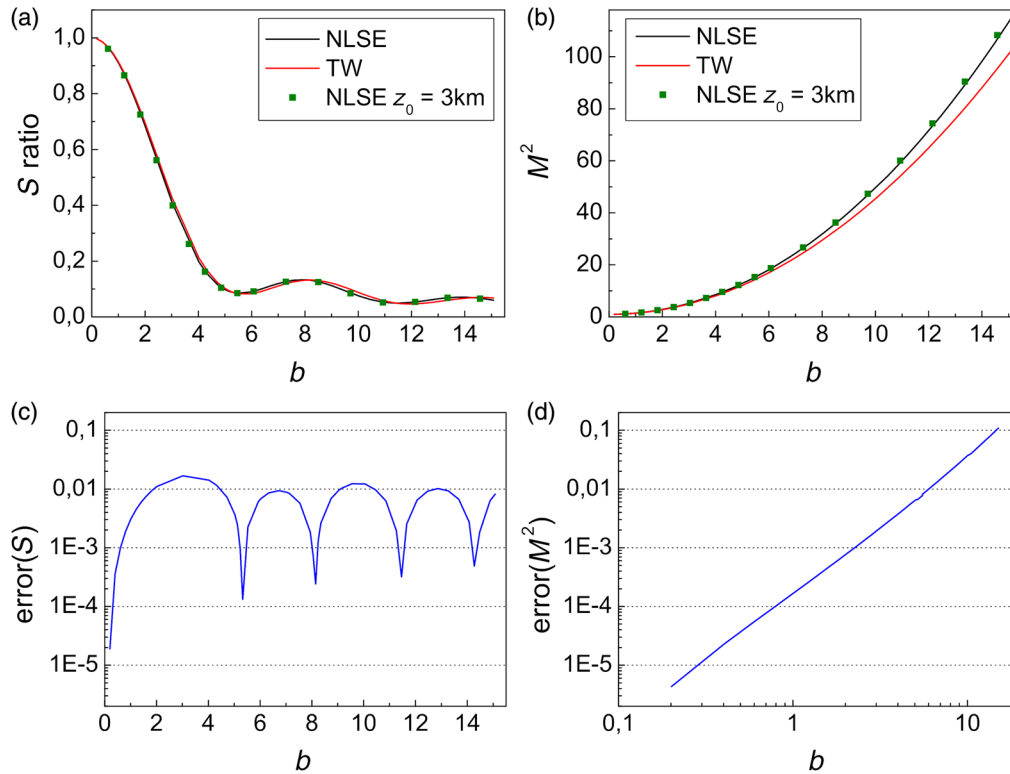 (a)
1,0
0,8
0,6
0,4
0,2
0,0
S ratio
NLSE
TW
NLSE z₀ = 3km
0 2 4 6 8 10 12 14
b
(b)
100
80
60
40
20
0
M²
NLSE
TW
NLSE z₀ = 3km
0 2 4 6 8 10 12 14
b
(c)
0,1
0,01
1E-3
1E-4
1E-5
error(S)
0 2 4 6 8 10 12 14
b
(d)
0,1
0,01
1E-3
1E-4
1E-5
error(M²)
0,1 1 10
b